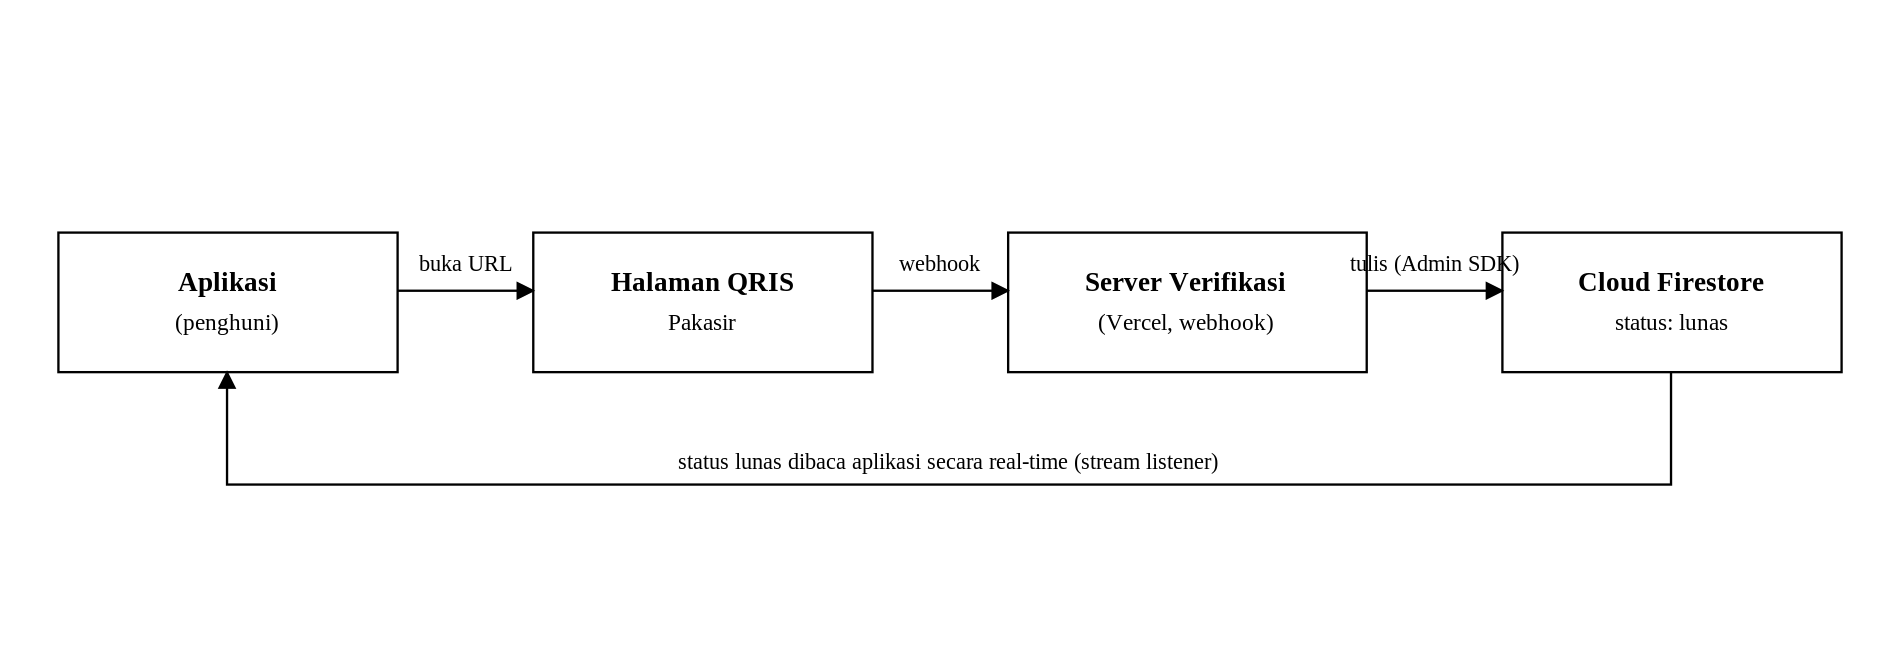 Aplikasi
(penghuni)
buka URL
Halaman QRIS
Pakasir
webhook
Server Verifikasi
(Vercel, webhook)
tulis (Admin SDK)
Cloud Firestore
status: lunas
status lunas dibaca aplikasi secara real-time (stream listener)